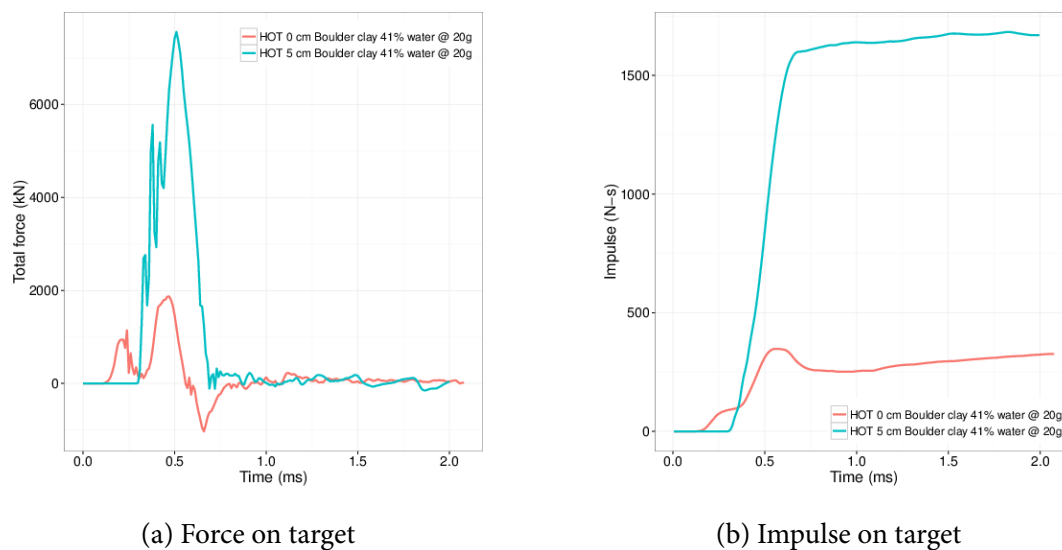 HOT 0 cm Boulder clay 41% water @ 20g
HOT 5 cm Boulder clay 41% water @ 20g
6000
4000
2000
0
Total force (kN)
0.0 0.5 1.0 1.5 2.0
Time (ms)
(a) Force on target
1500
1000
500
0
Impulse (N-s)
HOT 0 cm Boulder clay 41% water @ 20g
HOT 5 cm Boulder clay 41% water @ 20g
0.0 0.5 1.0 1.5 2.0
Time (ms)
(b) Impulse on target